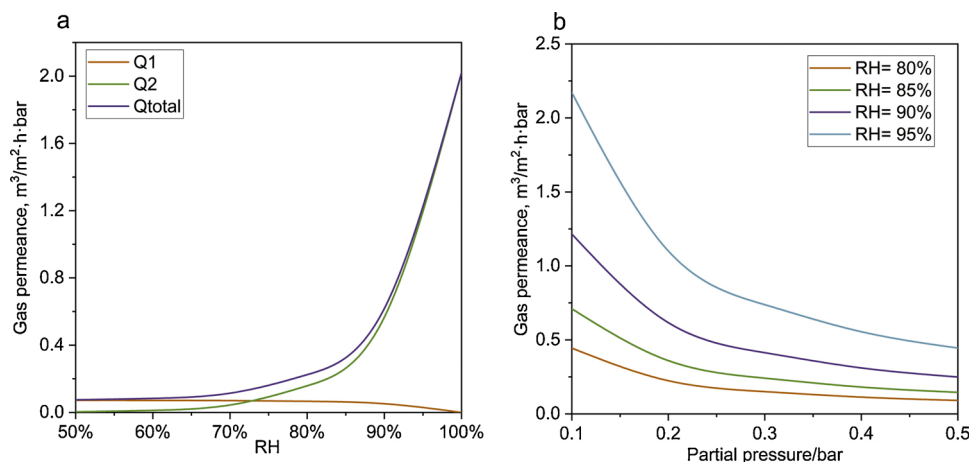 a
Gas permeance, m³/m²·h·bar
2.0
1.6
1.2
0.8
0.4
0.0
Q1
Q2
Qtotal
50%
60%
70%
80%
90%
100%
RH
b
Gas permeance, m³/m²·h·bar
2.5
2.0
1.5
1.0
0.5
0.0
RH= 80%
RH= 85%
RH= 90%
RH= 95%
0.1
0.2
0.3
0.4
0.5
Partial pressure/bar